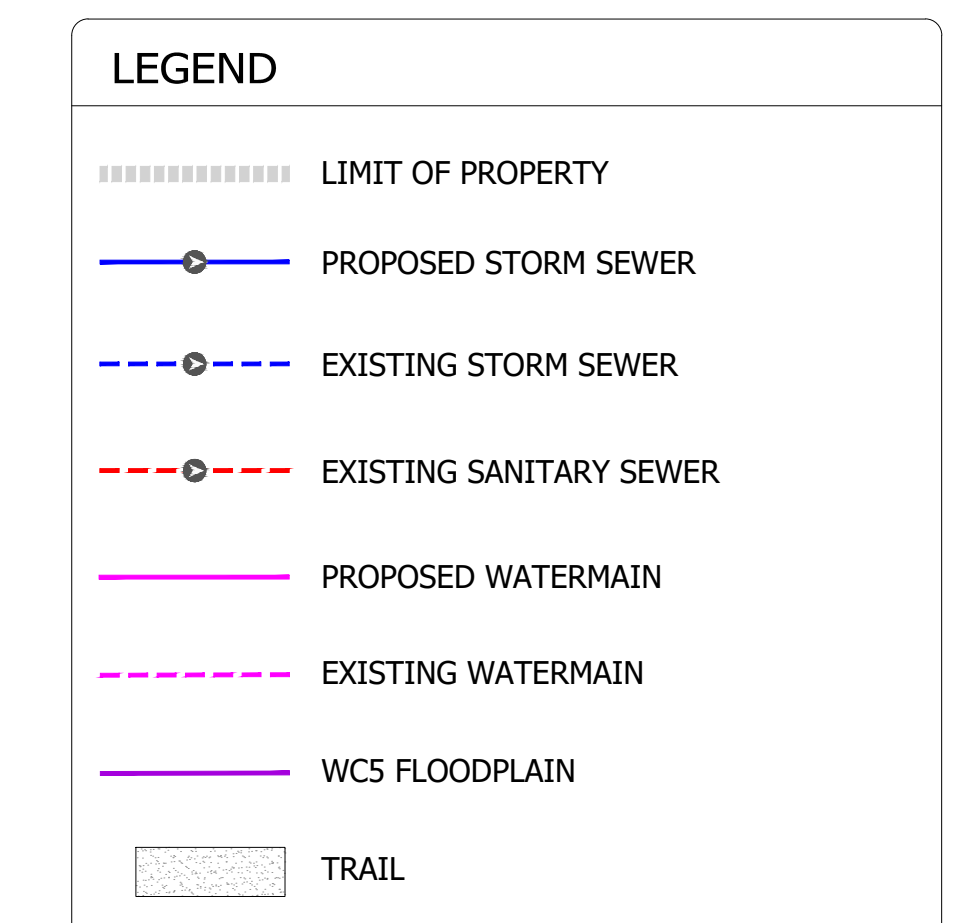 LEGEND
LIMIT OF PROPERTY
PROPOSED STORM SEWER
EXISTING STORM SEWER
EXISTING SANITARY SEWER
PROPOSED WATERMAIN
EXISTING WATERMAIN
WC5 FLOODPLAIN
TRAIL